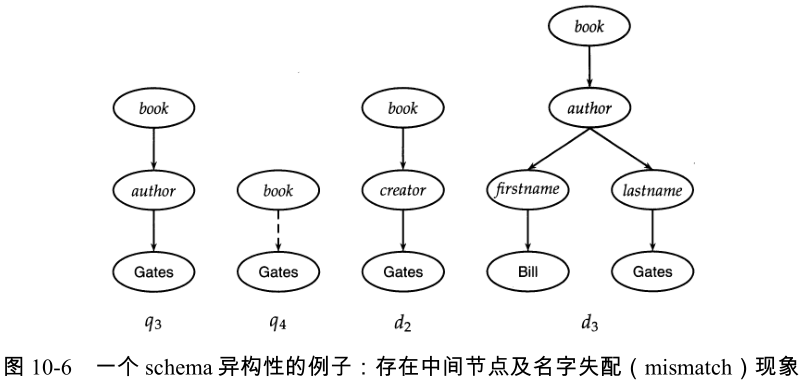 book
book
author
book
creator
firstname
lastname
author
book
Gates
Gates
Gates
Bill
Gates
q3
q4
d2
d3
图 10-6 一个 schema 异构性的例子：存在中间节点及名字失配（mismatch）现象